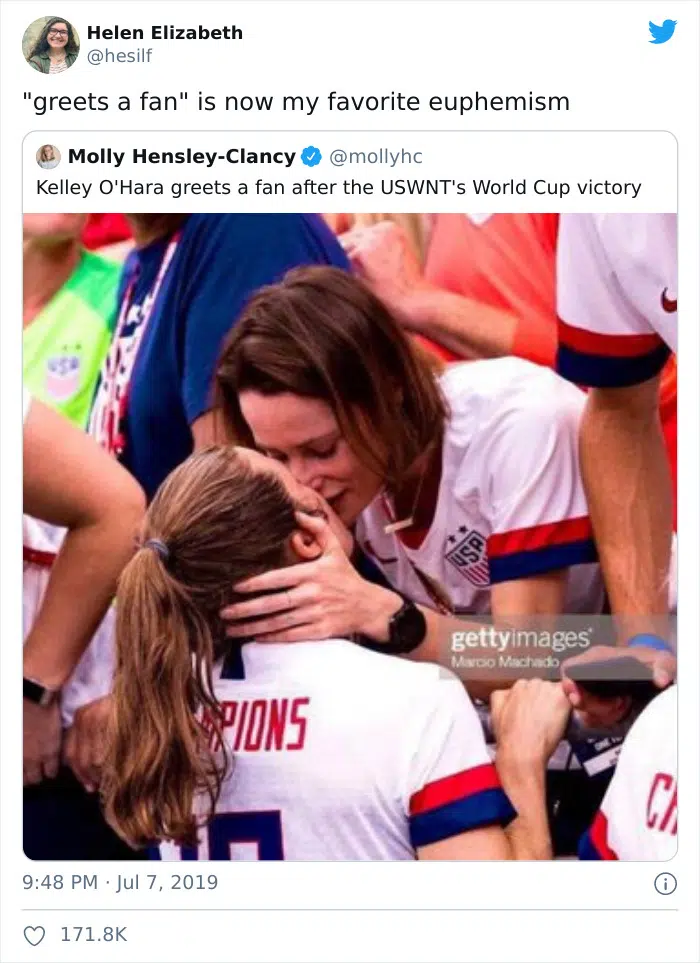 Helen Elizabeth
@hesilf
"greets a fan" is now my favorite euphemism
Molly Hensley-Clancy @mollyhc
Kelley O'Hara greets a fan after the USWNT's World Cup victory
USA
gettyimages®
Marcio Machado
PIONS
CH
9:48 PM · Jul 7, 2019
171.8K